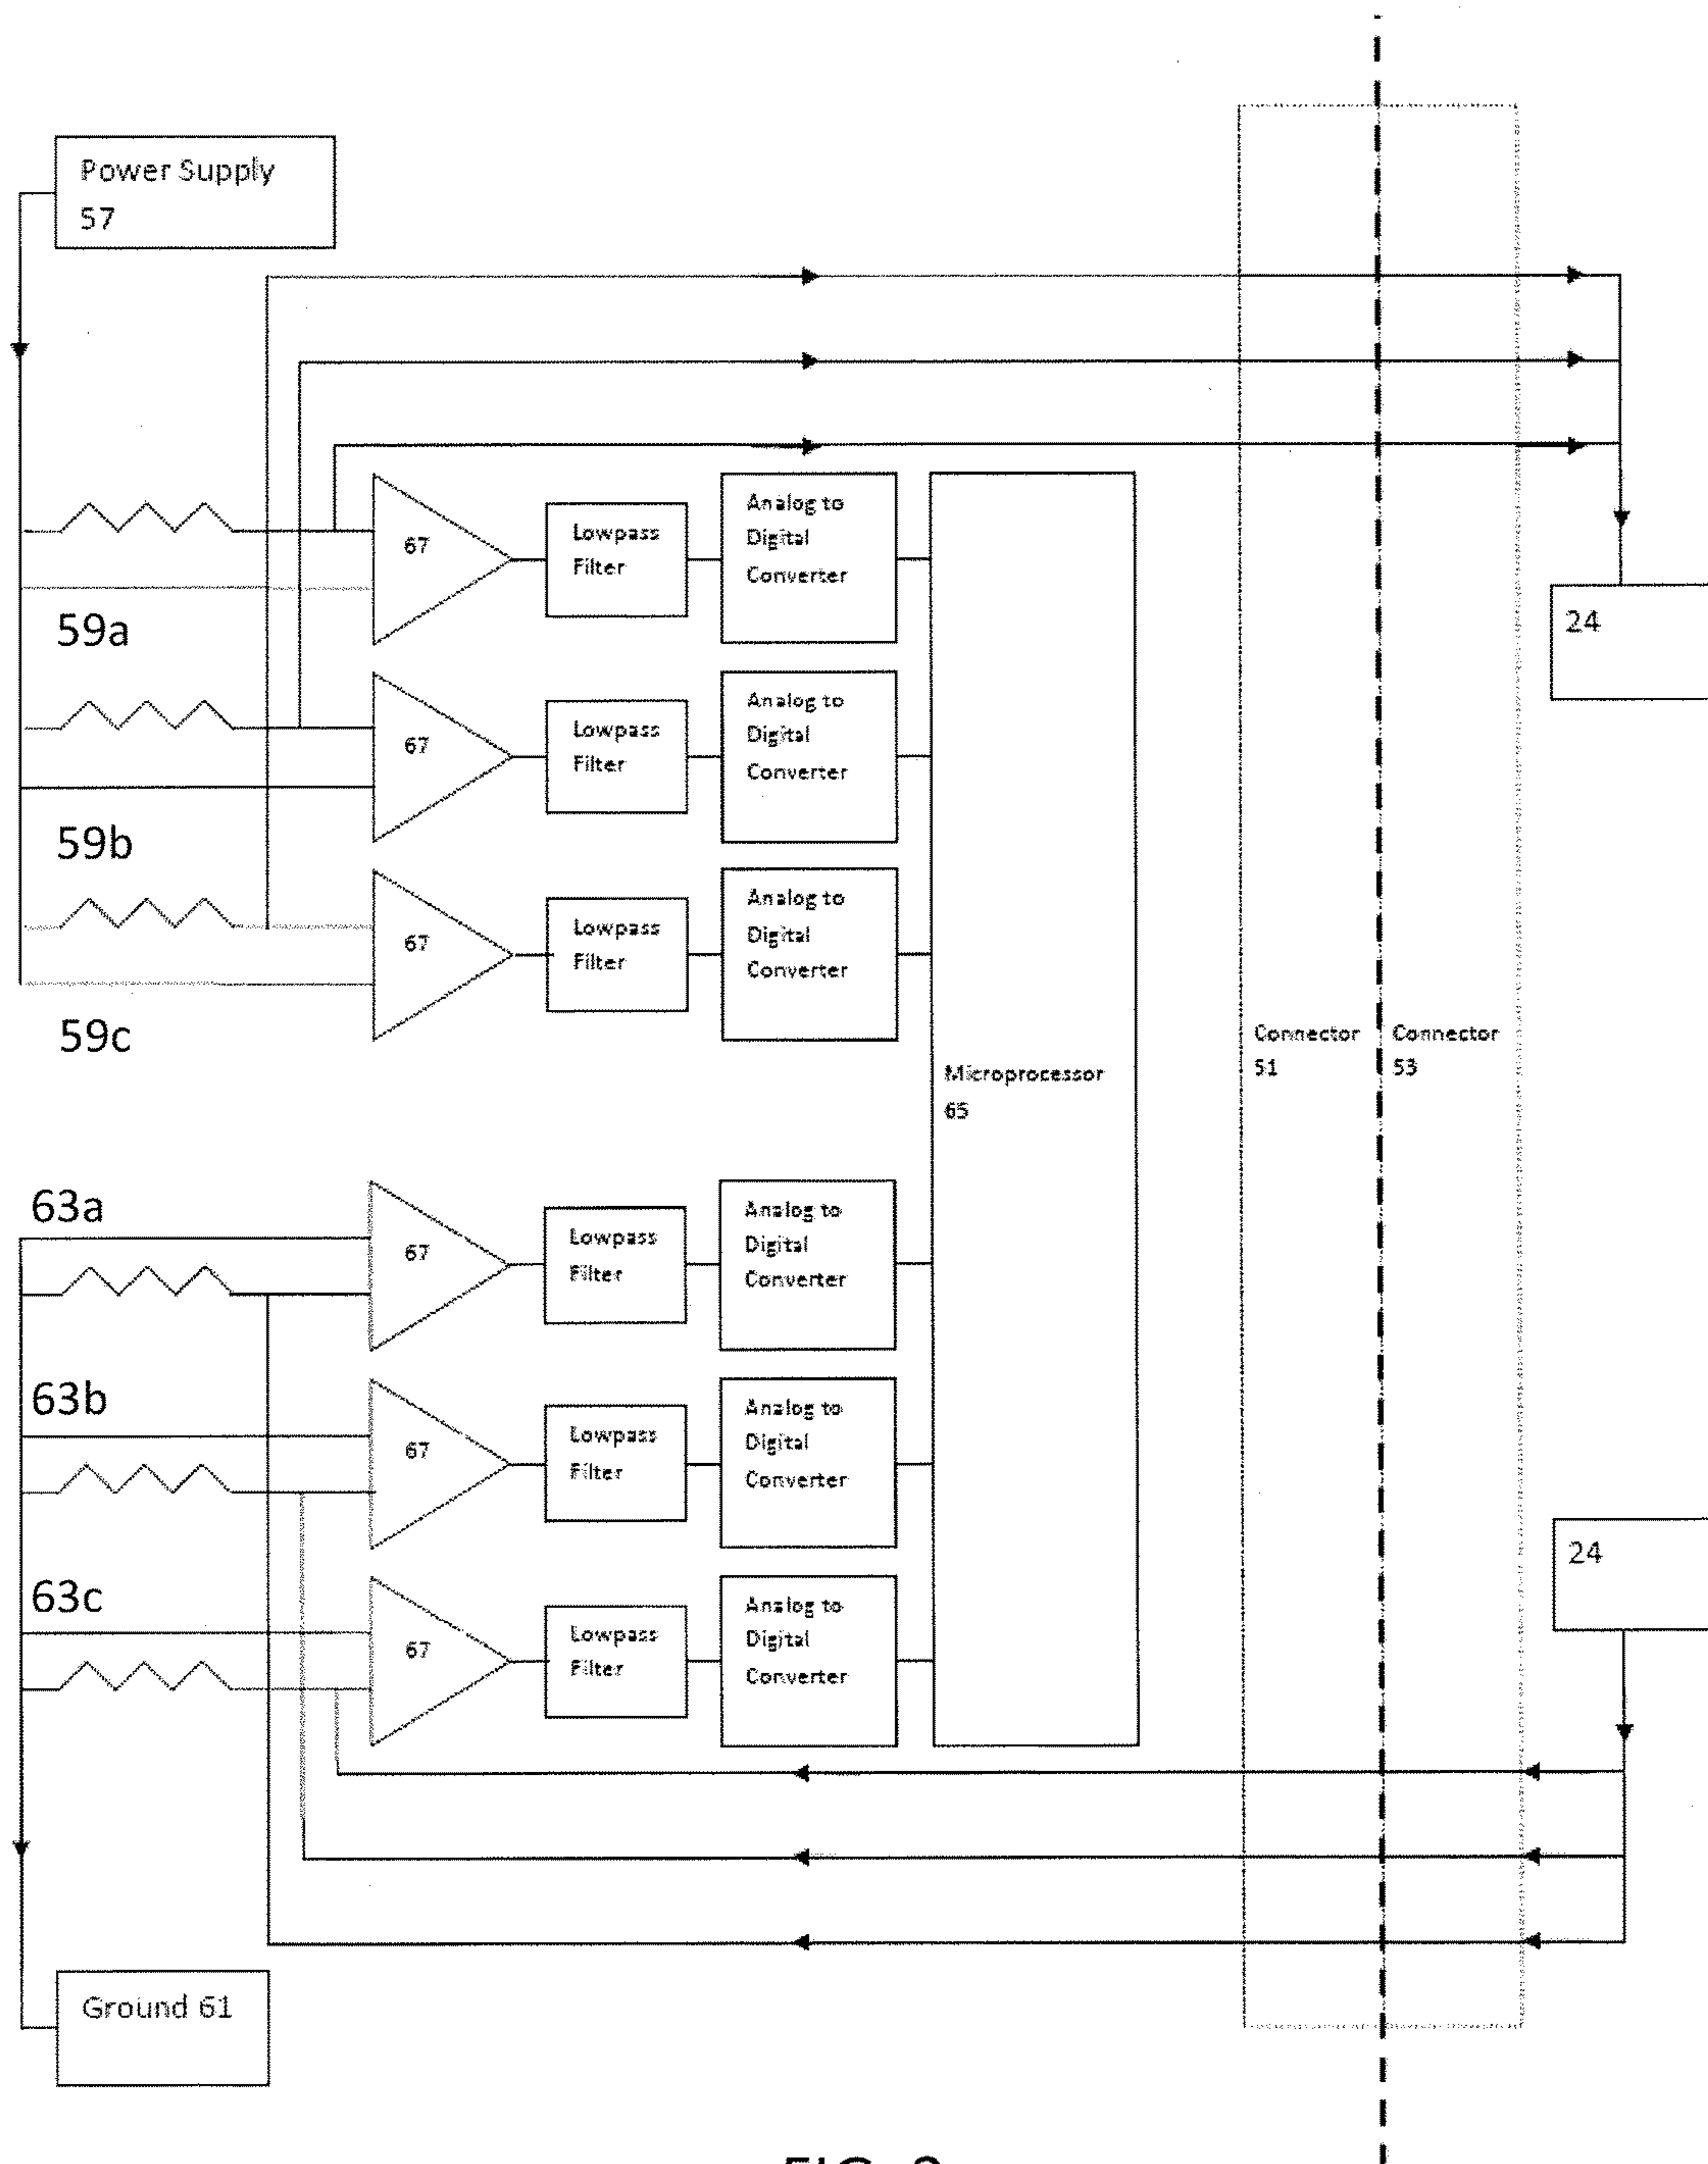 Power Supply
57
Analog to
Digital
Converter
Lowpass
Filter
67
24
59a
Analog to
Digital
Converter
Lowpass
Filter
67
59b
Analog to
Digital
Converter
Lowpass
Filter
67
59c
Connector
51
Connector
53
Microprocessor
65
63a
Analog to
Digital
Converter
Lowpass
Filter
67
63b
Analog to
Digital
Converter
Lowpass
Filter
67
24
63c
Analog to
Digital
Converter
Lowpass
Filter
67
Ground 61
FIG.